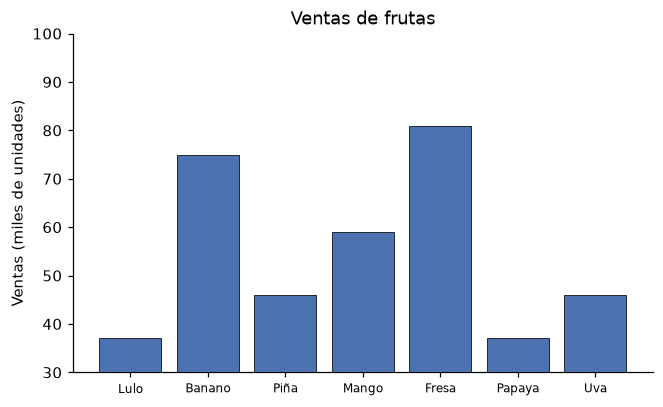 Ventas de frutas
Ventas (miles de unidades)
100
90
80
70
60
50
40
30
Lulo Banano Piña Mango Fresa Papaya Uva